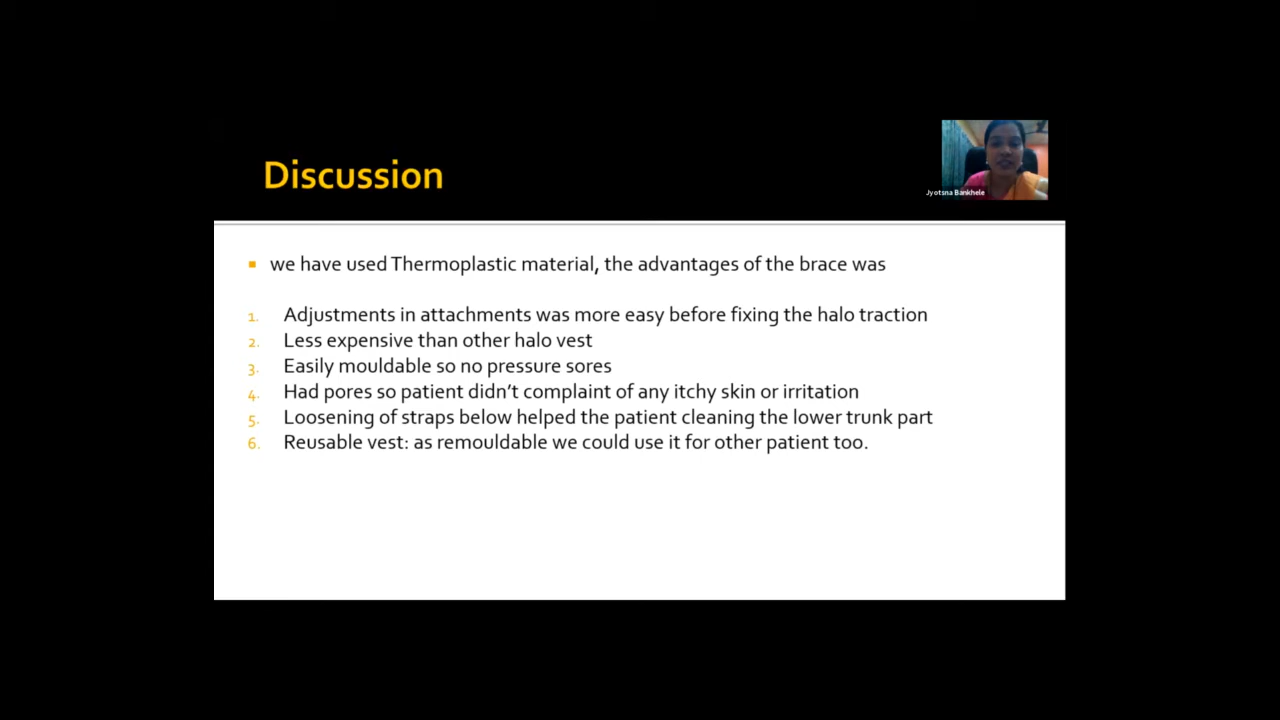 Discussion
Jyotsna Bankhele
▪ we have used Thermoplastic material, the advantages of the brace was
1. Adjustments in attachments was more easy before fixing the halo traction
2. Less expensive than other halo vest
3. Easily mouldable so no pressure sores
4. Had pores so patient didn’t complaint of any itchy skin or irritation
5. Loosening of straps below helped the patient cleaning the lower trunk part
6. Reusable vest: as remouldable we could use it for other patient too.